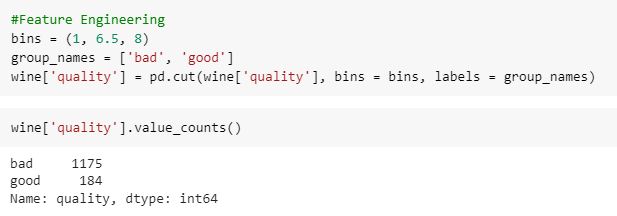 #Feature Engineering
bins = (1, 6.5, 8)
group_names = ['bad', 'good']
wine['quality'] = pd.cut(wine['quality'], bins = bins, labels = group_names)
wine['quality'].value_counts()
bad     1175
good     184
Name: quality, dtype: int64